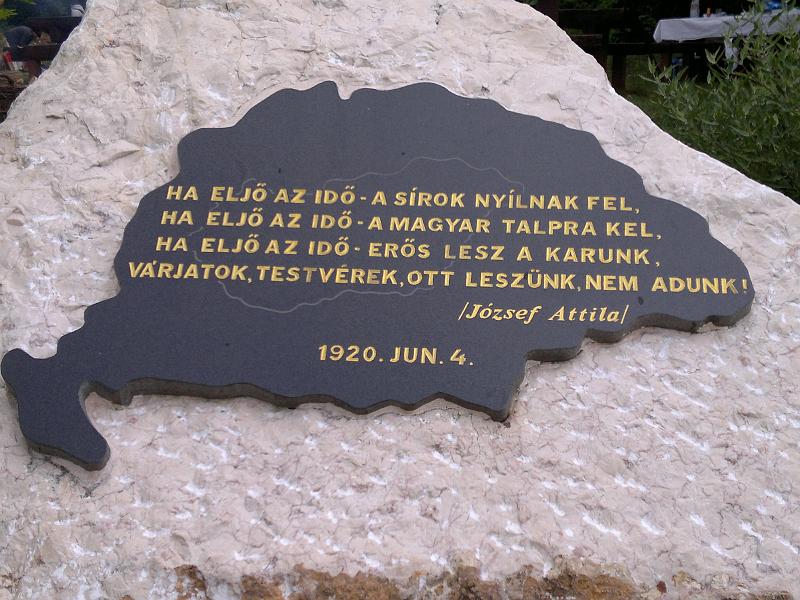 HA ELJŐ AZ IDŐ - A SÍROK NYÍLNAK FEL,
HA ELJŐ AZ IDŐ - A MAGYAR TALPRA KEL,
HA ELJŐ AZ IDŐ - ERŐS LESZ A KARUNK,
VÁRJATOK, TESTVÉREK, OTT LESZÜNK, NEM ADUNK!
/József Attila/
1920. JUN. 4.